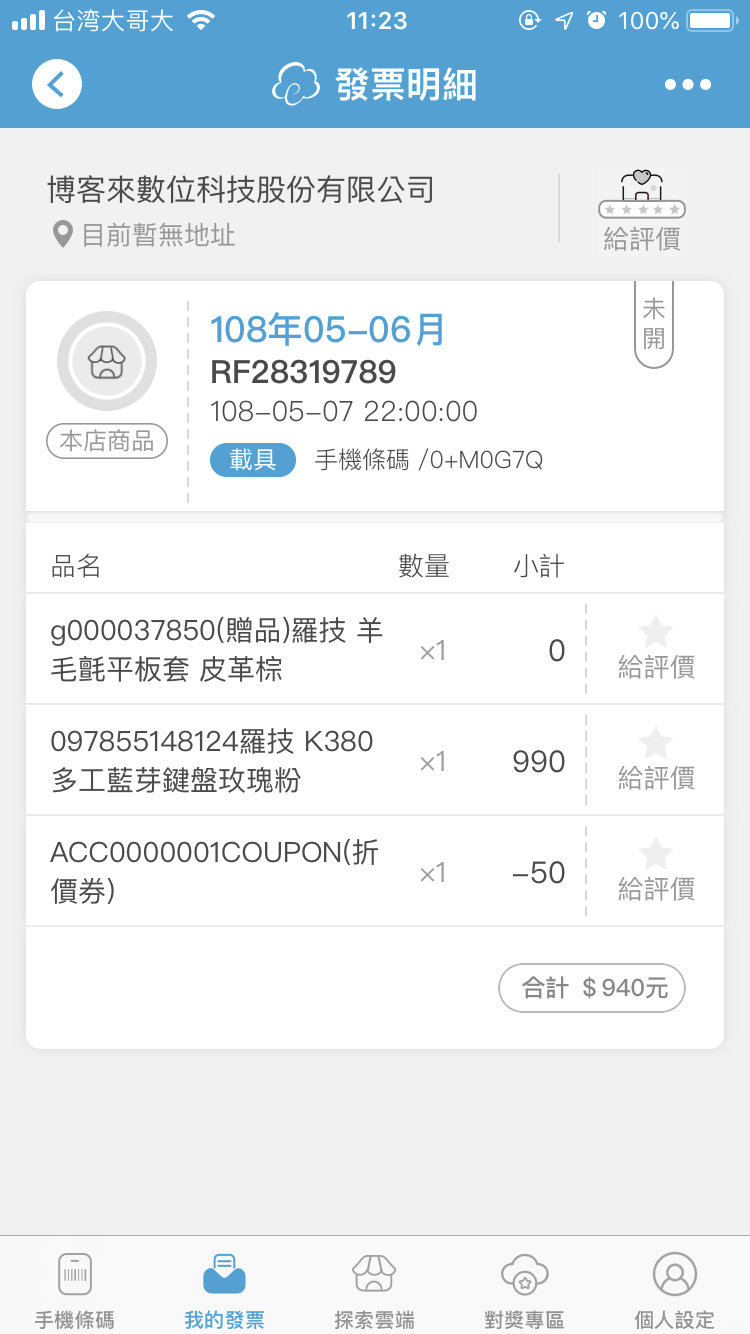 台湾大哥大 11:23 100%
發票明細
博客來數位科技股份有限公司
目前暫無地址
給評價
未開
108年05–06月
RF28319789
108–05–07 22:00:00
本店商品
載具 手機條碼 /0+M0G7Q
品名 數量 小計
g000037850(贈品)羅技 羊
毛氈平板套 皮革棕
×1 0 給評價
097855148124羅技 K380
多工藍芽鍵盤玫瑰粉
×1 990 給評價
ACC0000001COUPON(折
價券)
×1 –50 給評價
合計 $940元
手機條碼 我的發票 探索雲端 對獎專區 個人設定